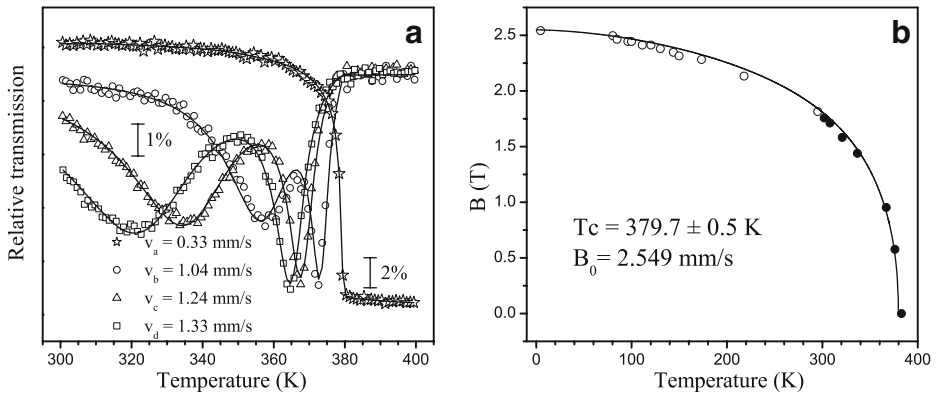 a
b
Relative transmission
1%
2%
v_a = 0.33 mm/s
v_b = 1.04 mm/s
v_c = 1.24 mm/s
v_d = 1.33 mm/s
300 320 340 360 380 400
Temperature (K)
B (T)
2.5
2.0
1.5
1.0
0.5
0.0
Tc = 379.7 ± 0.5 K
B_0= 2.549 mm/s
0 100 200 300 400
Temperature (K)